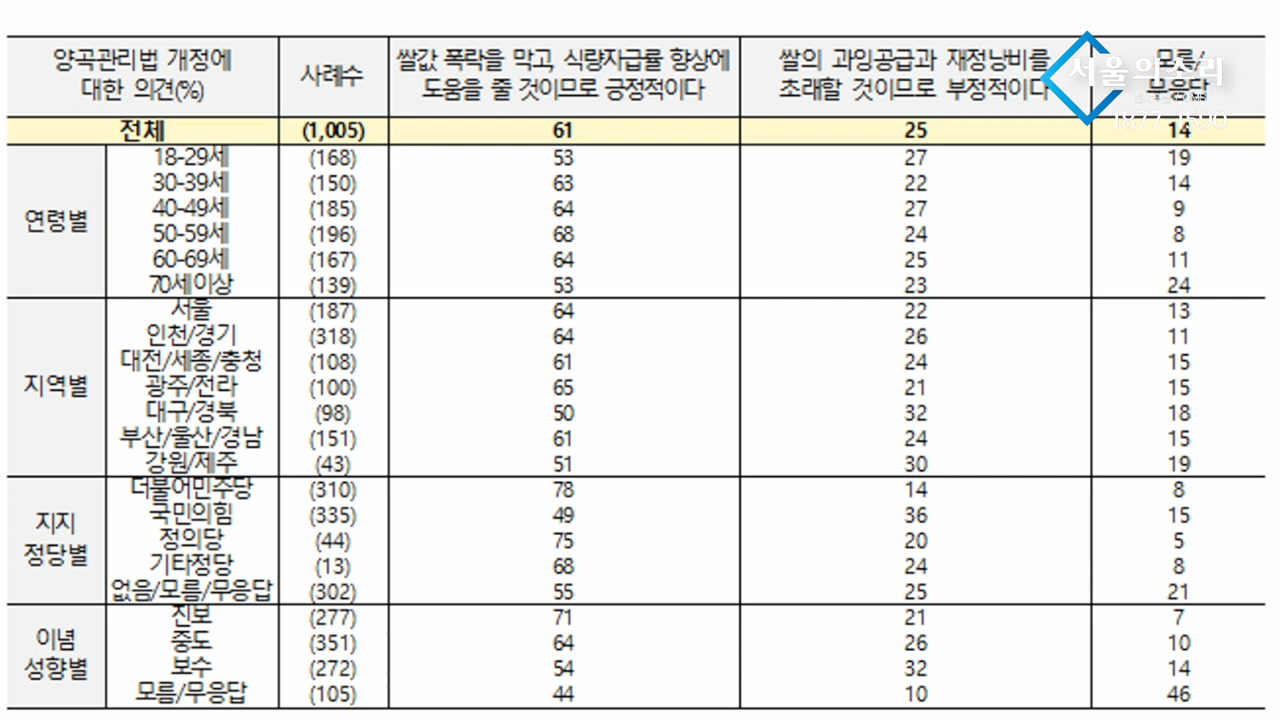 양곡관리법 개정에 대한 의견(%) 사례수 쌀값 폭락을 막고, 식량자급률 향상에 도움을 줄 것이므로 긍정적이다 쌀의 과잉공급과 재정낭비를 초래할 것이므로 부정적이다 모름/무응답
서울의소리
전체 (1,005) 61 25 14
연령별
18-29세 (168) 53 27 19
30-39세 (150) 63 22 14
40-49세 (185) 64 27 9
50-59세 (196) 68 24 8
60-69세 (167) 64 25 11
70세이상 (139) 53 23 24
지역별
서울 (187) 64 22 13
인천/경기 (318) 64 26 11
대전/세종/충청 (108) 61 24 15
광주/전라 (100) 65 21 15
대구/경북 (98) 50 32 18
부산/울산/경남 (151) 61 24 15
강원/제주 (43) 51 30 19
지지 정당별
더불어민주당 (310) 78 14 8
국민의힘 (335) 49 36 15
정의당 (44) 75 20 5
기타정당 (13) 68 24 8
없음/모름/무응답 (302) 55 25 21
이념 성향별
진보 (277) 71 21 7
중도 (351) 64 26 10
보수 (272) 54 32 14
모름/무응답 (105) 44 10 46